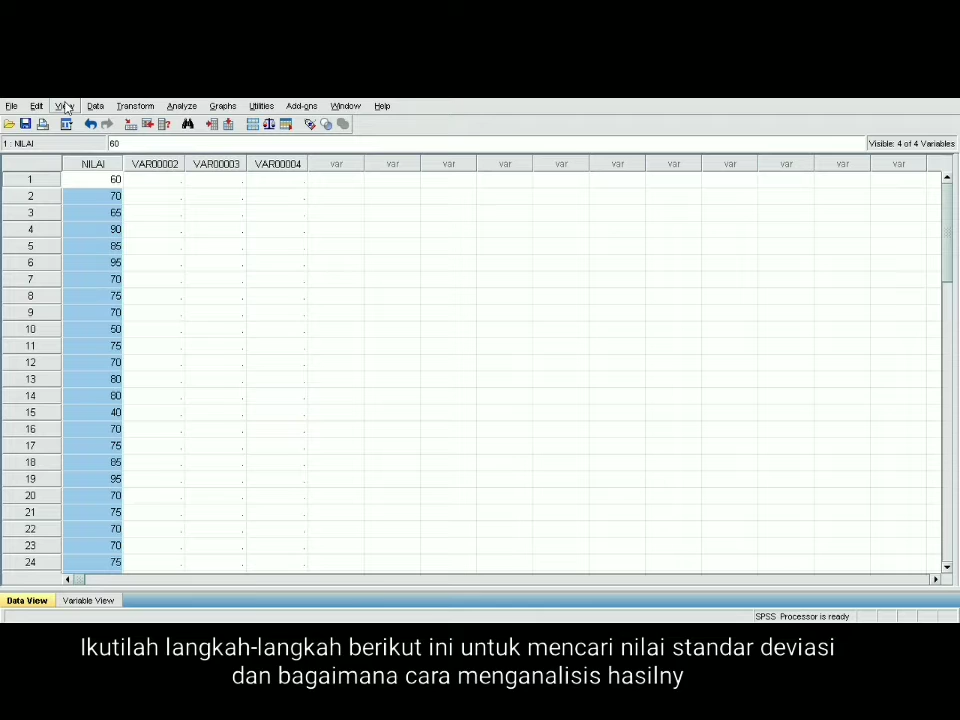 File Edit View Data Transform Analyze Graphs Utilities Add-ons Window Help
1 : NILAI 60 Visible: 4 of 4 Variables
NILAI VAR00002 VAR00003 VAR00004 var var var var var var var var var var var
1 60 . . .
2 70 . . .
3 65 . . .
4 90 . . .
5 85 . . .
6 95 . . .
7 70 . . .
8 75 . . .
9 70 . . .
10 50 . . .
11 75 . . .
12 70 . . .
13 80 . . .
14 80 . . .
15 40 . . .
16 70 . . .
17 75 . . .
18 85 . . .
19 95 . . .
20 70 . . .
21 75 . . .
22 70 . . .
23 70 . . .
24 75 . . .
Data View Variable View
SPSS Processor is ready
Ikutilah langkah-langkah berikut ini untuk mencari nilai standar deviasi
dan bagaimana cara menganalisis hasilny